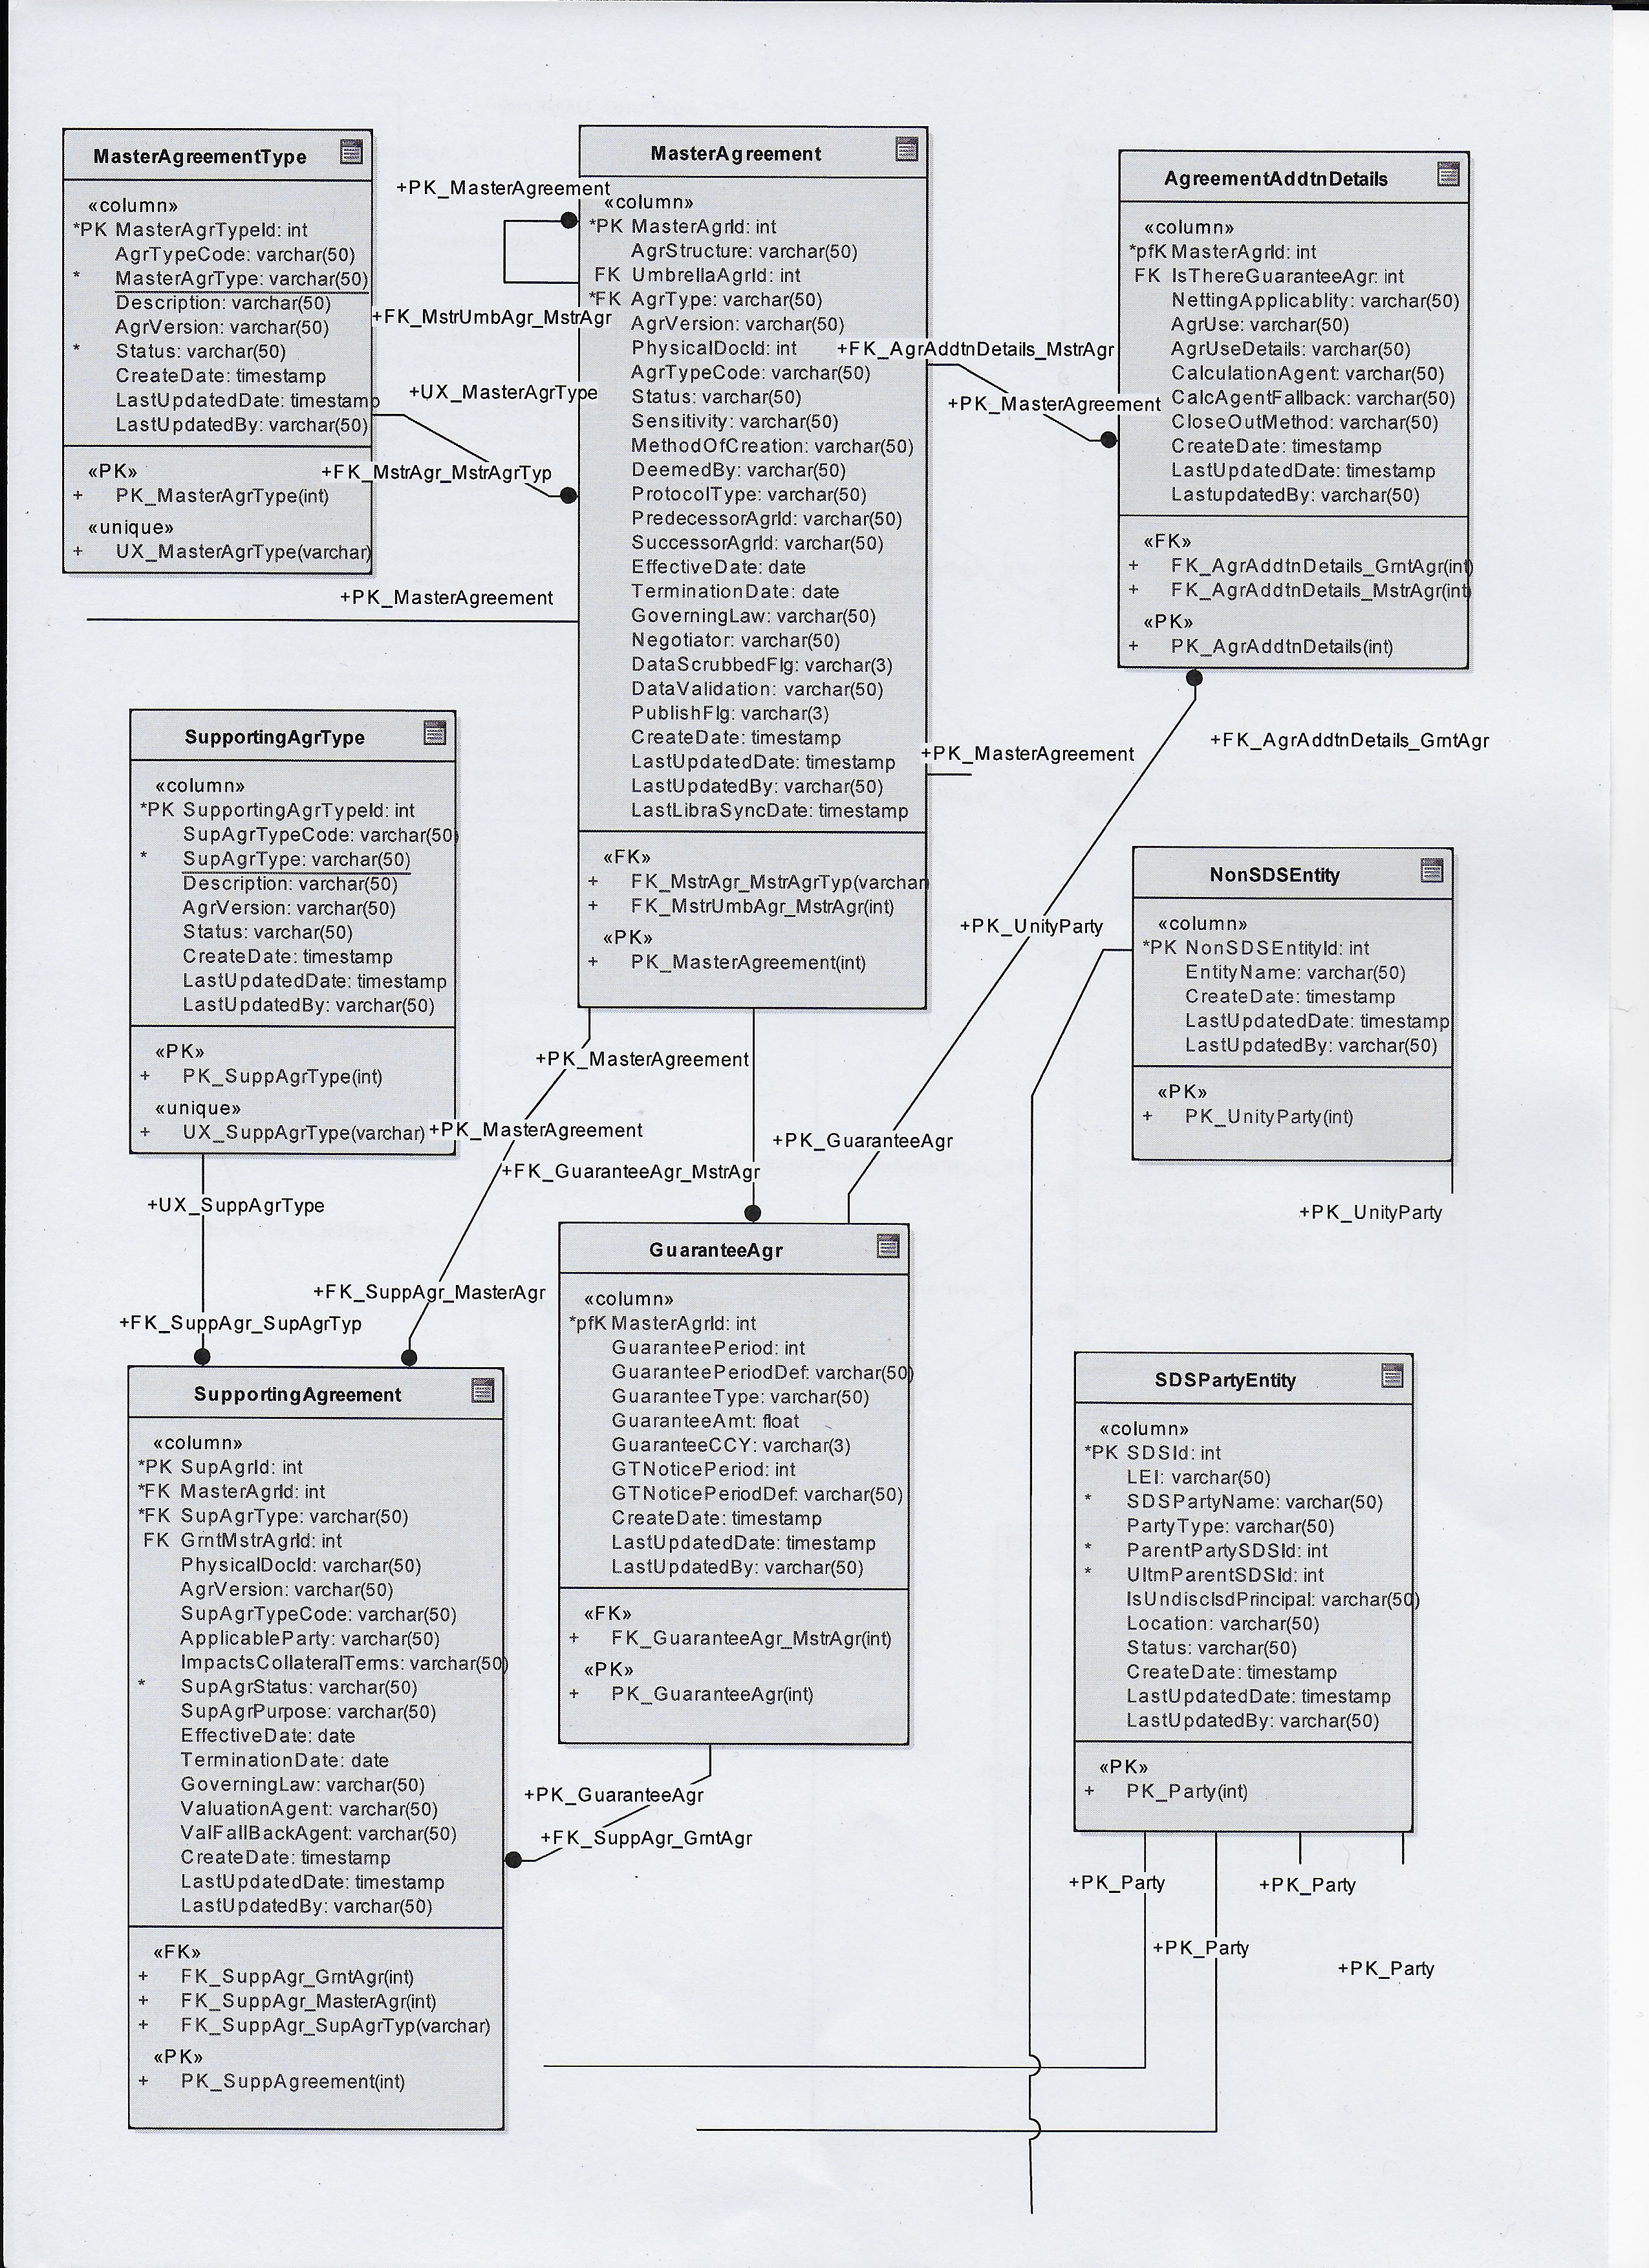 MasterAgreementType
«column»
*PK MasterAgrTypeId: int
AgrTypeCode: varchar(50)
* MasterAgrType: varchar(50)
Description: varchar(50)
AgrVersion: varchar(50)
* Status: varchar(50)
CreateDate: timestamp
LastUpdatedDate: timestamp
LastUpdatedBy: varchar(50)
«PK»
+ PK_MasterAgrType(int)
«unique»
+ UX_MasterAgrType(varchar)
+PK_MasterAgreement
+FK_MstrUmbAgr_MstrAgr
+UX_MasterAgrType
+FK_MstrAgr_MstrAgrTyp
+PK_MasterAgreement
MasterAgreement
«column»
*PK MasterAgrId: int
AgrStructure: varchar(50)
FK UmbrellaAgrId: int
*FK AgrType: varchar(50)
AgrVersion: varchar(50)
PhysicalDocId: int
AgrTypeCode: varchar(50)
Status: varchar(50)
Sensitivity: varchar(50)
MethodOfCreation: varchar(50)
DeemedBy: varchar(50)
ProtocolType: varchar(50)
PredecessorAgrId: varchar(50)
SuccessorAgrId: varchar(50)
EffectiveDate: date
TerminationDate: date
GoverningLaw: varchar(50)
Negotiator: varchar(50)
DataScrubbedFlg: varchar(3)
DataValidation: varchar(50)
PublishFlg: varchar(3)
CreateDate: timestamp
LastUpdatedDate: timestamp
LastUpdatedBy: varchar(50)
LastLibraSyncDate: timestamp
«FK»
+ FK_MstrAgr_MstrAgrTyp(varchar)
+ FK_MstrUmbAgr_MstrAgr(int)
«PK»
+ PK_MasterAgreement(int)
+FK_AgrAddtnDetails_MstrAgr
+PK_MasterAgreement
AgreementAddtnDetails
«column»
*pfK MasterAgrId: int
FK IsThereGuaranteeAgr: int
NettingApplicablity: varchar(50)
AgrUse: varchar(50)
AgrUseDetails: varchar(50)
CalculationAgent: varchar(50)
CalcAgentFallback: varchar(50)
CloseOutMethod: varchar(50)
CreateDate: timestamp
LastUpdatedDate: timestamp
LastupdatedBy: varchar(50)
«FK»
+ FK_AgrAddtnDetails_GrntAgr(int)
+ FK_AgrAddtnDetails_MstrAgr(int)
«PK»
+ PK_AgrAddtnDetails(int)
+FK_AgrAddtnDetails_GrntAgr
+PK_MasterAgreement
SupportingAgrType
«column»
*PK SupportingAgrTypeId: int
SupAgrTypeCode: varchar(50)
* SupAgrType: varchar(50)
Description: varchar(50)
AgrVersion: varchar(50)
Status: varchar(50)
CreateDate: timestamp
LastUpdatedDate: timestamp
LastUpdatedBy: varchar(50)
«PK»
+ PK_SuppAgrType(int)
«unique»
+ UX_SuppAgrType(varchar)
NonSDSEntity
«column»
*PK NonSDSEntityId: int
EntityName: varchar(50)
CreateDate: timestamp
LastUpdatedDate: timestamp
LastUpdatedBy: varchar(50)
«PK»
+ PK_UnityParty(int)
+PK_UnityParty
+PK_UnityParty
+PK_MasterAgreement
+PK_MasterAgreement
+PK_GuaranteeAgr
+FK_GuaranteeAgr_MstrAgr
+UX_SuppAgrType
+FK_SuppAgr_MasterAgr
+FK_SuppAgr_SupAgrTyp
SupportingAgreement
«column»
*PK SupAgrId: int
*FK MasterAgrId: int
*FK SupAgrType: varchar(50)
FK GrntMstrAgrId: int
PhysicalDocId: varchar(50)
AgrVersion: varchar(50)
SupAgrTypeCode: varchar(50)
ApplicableParty: varchar(50)
ImpactsCollateralTerms: varchar(50)
* SupAgrStatus: varchar(50)
SupAgrPurpose: varchar(50)
EffectiveDate: date
TerminationDate: date
GoverningLaw: varchar(50)
ValuationAgent: varchar(50)
ValFallBackAgent: varchar(50)
CreateDate: timestamp
LastUpdatedDate: timestamp
LastUpdatedBy: varchar(50)
«FK»
+ FK_SuppAgr_GrntAgr(int)
+ FK_SuppAgr_MasterAgr(int)
+ FK_SuppAgr_SupAgrTyp(varchar)
«PK»
+ PK_SuppAgreement(int)
GuaranteeAgr
«column»
*pfK MasterAgrId: int
GuaranteePeriod: int
GuaranteePeriodDef: varchar(50)
GuaranteeType: varchar(50)
GuaranteeAmt: float
GuaranteeCCY: varchar(3)
GTNoticePeriod: int
GTNoticePeriodDef: varchar(50)
CreateDate: timestamp
LastUpdatedDate: timestamp
LastUpdatedBy: varchar(50)
«FK»
+ FK_GuaranteeAgr_MstrAgr(int)
«PK»
+ PK_GuaranteeAgr(int)
+PK_GuaranteeAgr
+FK_SuppAgr_GrntAgr
SDSPartyEntity
«column»
*PK SDSId: int
LEI: varchar(50)
* SDSPartyName: varchar(50)
PartyType: varchar(50)
* ParentPartySDSId: int
* UltmParentSDSId: int
IsUndisclsdPrincipal: varchar(50)
Location: varchar(50)
Status: varchar(50)
CreateDate: timestamp
LastUpdatedDate: timestamp
LastUpdatedBy: varchar(50)
«PK»
+ PK_Party(int)
+PK_Party
+PK_Party
+PK_Party
+PK_Party